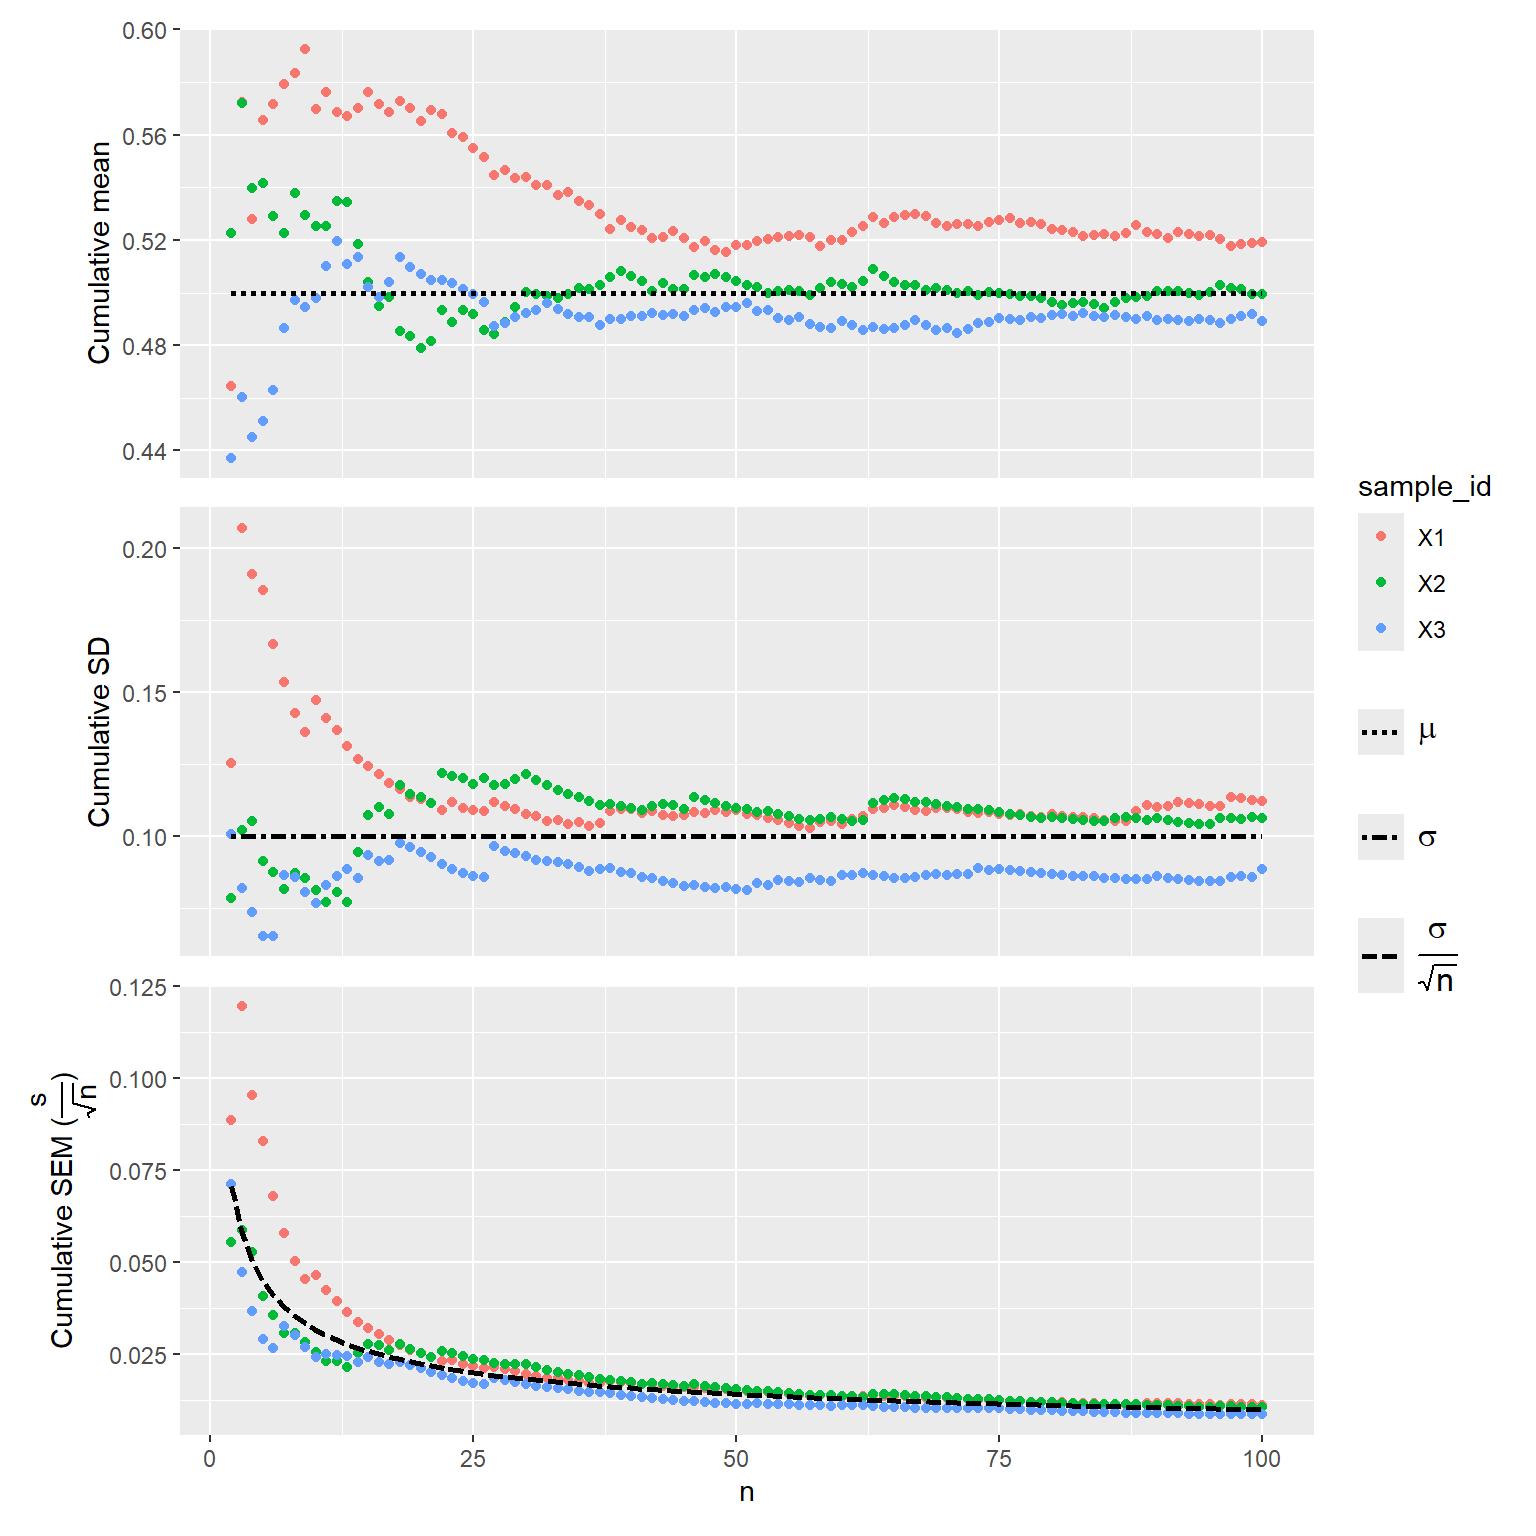 0.60
0.56
0.52
0.48
0.44
Cumulative mean
0.20
0.15
0.10
Cumulative SD
0.125
0.100
0.075
0.050
0.025
Cumulative SEM (s/√n)
0 25 50 75 100
n
sample_id
X1
X2
X3
μ
σ
σ/√n